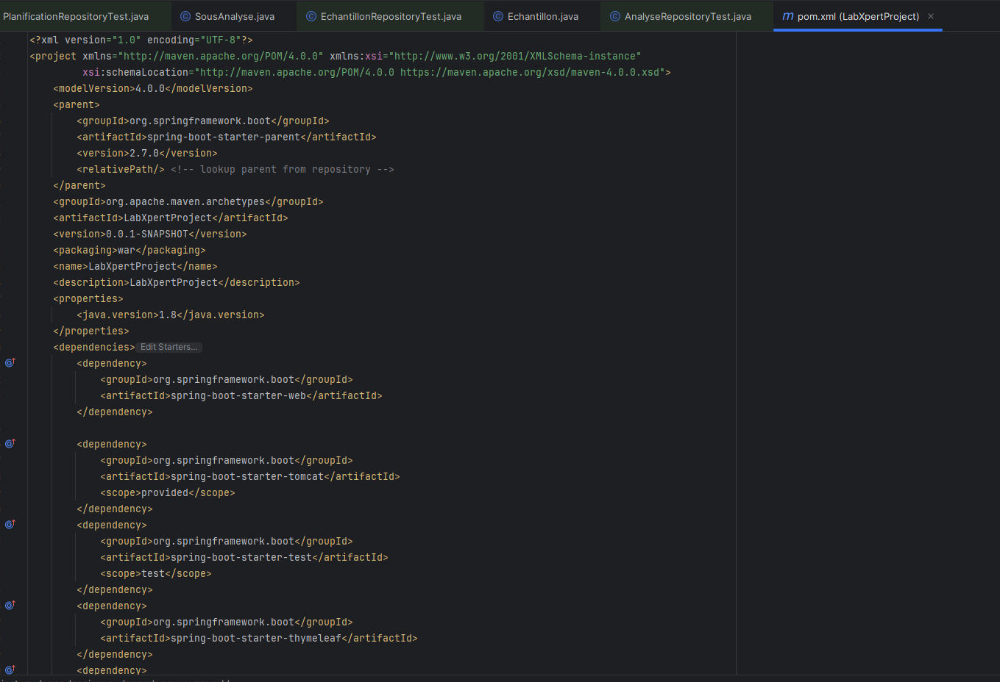 PlanificationRepositoryTest.java SousAnalyse.java EchantillonRepositoryTest.java Echantillon.java AnalyseRepositoryTest.java pom.xml (LabXpertProject)
<?xml version="1.0" encoding="UTF-8"?>
<project xmlns="http://maven.apache.org/POM/4.0.0" xmlns:xsi="http://www.w3.org/2001/XMLSchema-instance"
         xsi:schemaLocation="http://maven.apache.org/POM/4.0.0 https://maven.apache.org/xsd/maven-4.0.0.xsd">
    <modelVersion>4.0.0</modelVersion>
    <parent>
        <groupId>org.springframework.boot</groupId>
        <artifactId>spring-boot-starter-parent</artifactId>
        <version>2.7.0</version>
        <relativePath/> <!-- lookup parent from repository -->
    </parent>
    <groupId>org.apache.maven.archetypes</groupId>
    <artifactId>LabXpertProject</artifactId>
    <version>0.0.1-SNAPSHOT</version>
    <packaging>war</packaging>
    <name>LabXpertProject</name>
    <description>LabXpertProject</description>
    <properties>
        <java.version>1.8</java.version>
    </properties>
    <dependencies> Edit Starters...
        <dependency>
            <groupId>org.springframework.boot</groupId>
            <artifactId>spring-boot-starter-web</artifactId>
        </dependency>
        <dependency>
            <groupId>org.springframework.boot</groupId>
            <artifactId>spring-boot-starter-tomcat</artifactId>
            <scope>provided</scope>
        </dependency>
        <dependency>
            <groupId>org.springframework.boot</groupId>
            <artifactId>spring-boot-starter-test</artifactId>
            <scope>test</scope>
        </dependency>
        <dependency>
            <groupId>org.springframework.boot</groupId>
            <artifactId>spring-boot-starter-thymeleaf</artifactId>
        </dependency>
        <dependency>